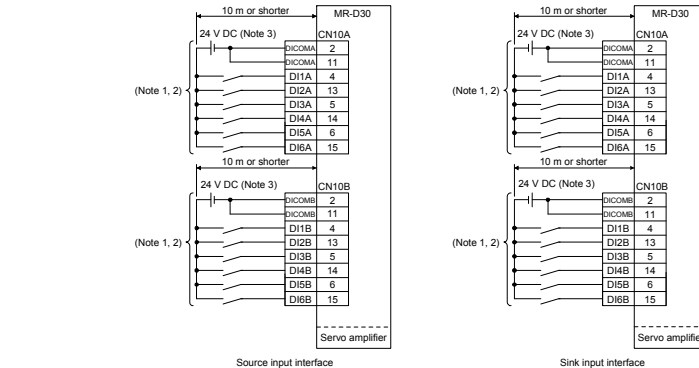 10 m or shorter
MR-D30
24 V DC (Note 3)
CN10A
DICOMA 2
DICOMA 11
DI1A 4
(Note 1, 2)
DI2A 13
DI3A 5
DI4A 14
DI5A 6
DI6A 15
10 m or shorter
24 V DC (Note 3)
CN10B
DICOMB 2
DICOMB 11
DI1B 4
(Note 1, 2)
DI2B 13
DI3B 5
DI4B 14
DI5B 6
DI6B 15
Servo amplifier
Source input interface
10 m or shorter
MR-D30
24 V DC (Note 3)
CN10A
DICOMA 2
DICOMA 11
DI1A 4
(Note 1, 2)
DI2A 13
DI3A 5
DI4A 14
DI5A 6
DI6A 15
10 m or shorter
24 V DC (Note 3)
CN10B
DICOMB 2
DICOMB 11
DI1B 4
(Note 1, 2)
DI2B 13
DI3B 5
DI4B 14
DI5B 6
DI6B 15
Servo amplifie
Sink input interface